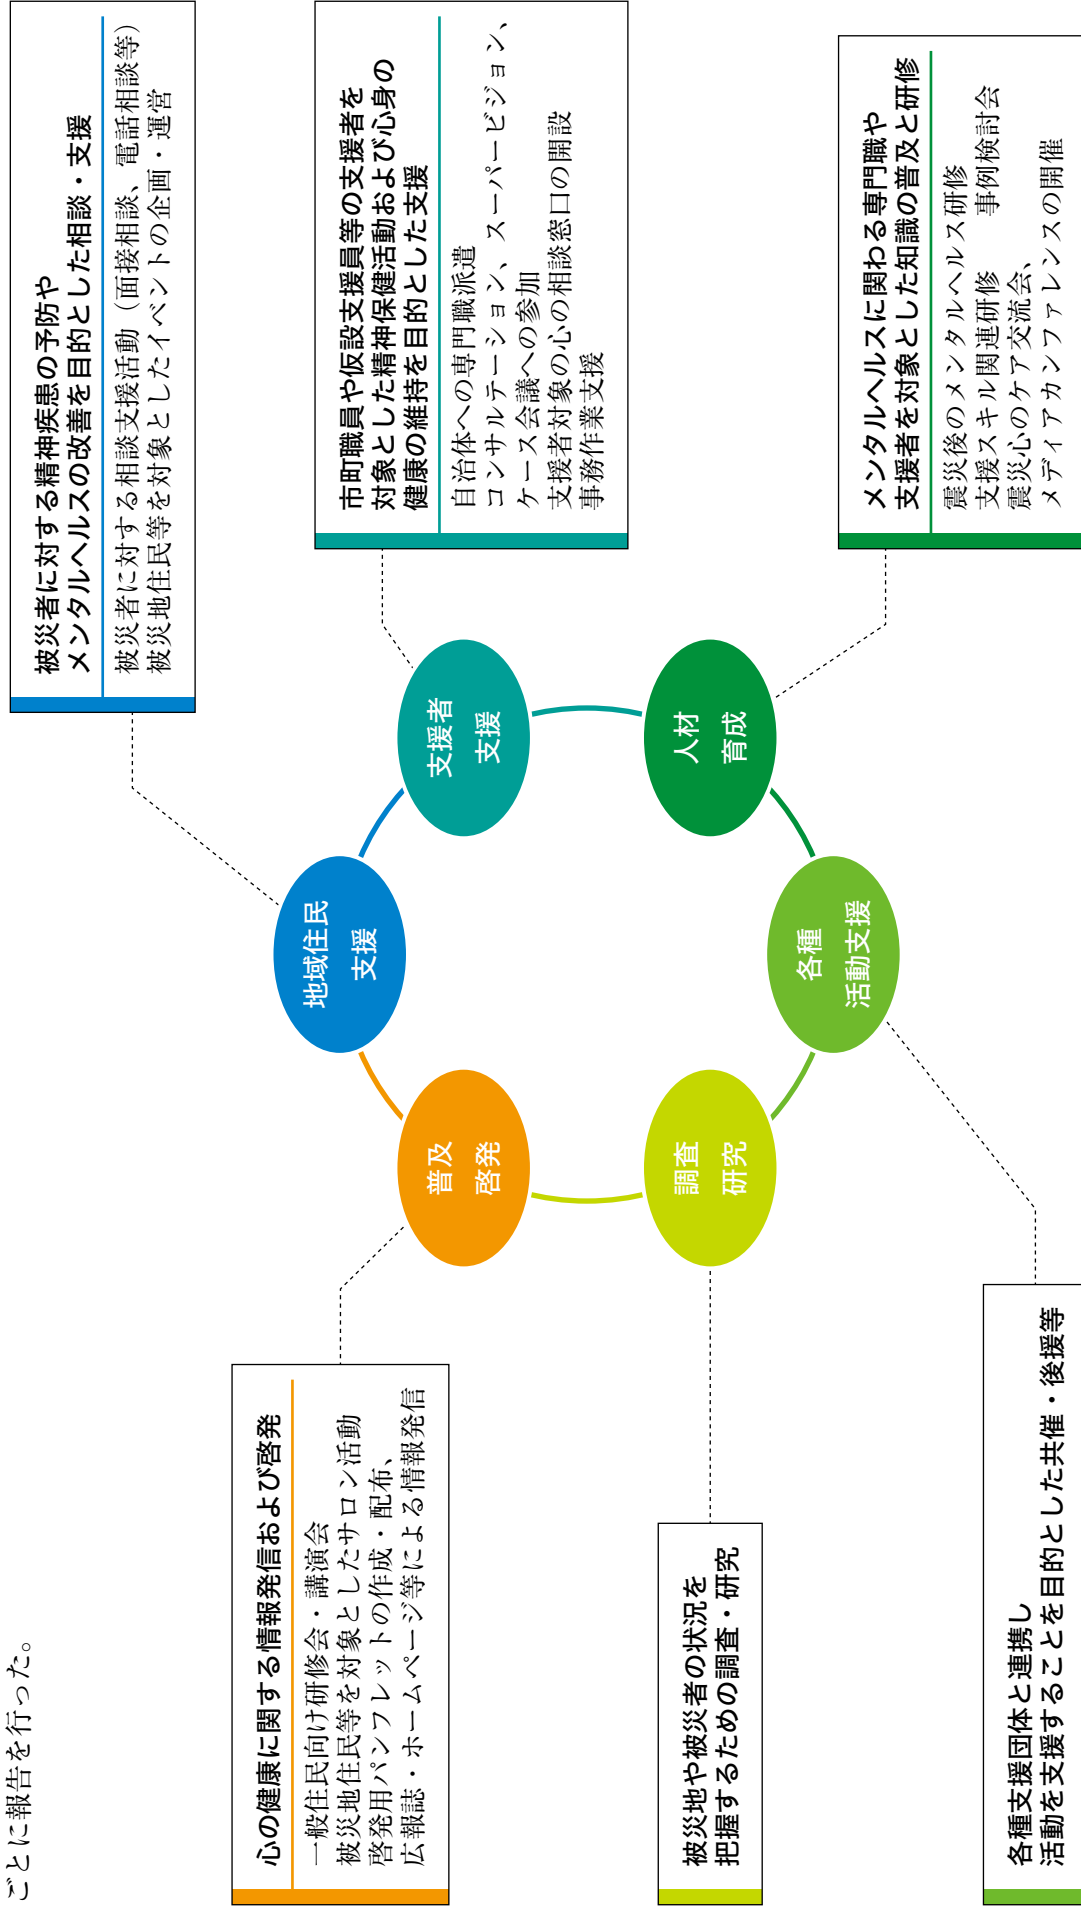 ごとに報告を行った。
被災者に対する精神疾患の予防や
メンタルヘルスの改善を目的とした相談・支援
被災者に対する相談支援活動（面接相談、電話相談等）
被災地住民等を対象としたイベントの企画・運営
心の健康に関する情報発信および啓発
一般住民向け研修会・講演会
被災地住民等を対象としたサロン活動
啓発用パンフレットの作成・配布、
広報誌・ホームページ等による情報発信
地域住民
支援
市町職員や仮設支援員等の支援者を
対象とした精神保健活動および心身の
健康の維持を目的とした支援
自治体への専門職派遣
コンサルテーション、スーパービジョン、
ケース会議への参加
支援者対象の心の相談窓口の開設
事務作業支援
普及
啓発
支援者
支援
被災地や被災者の状況を
把握するための調査・研究
調査
研究
人材
育成
メンタルヘルスに関わる専門職や
支援者を対象とした知識の普及と研修
震災後のメンタルヘルス研修
支援スキル関連研修　事例検討会
震災心のケア交流会、
メディアカンファレンスの開催
各種
活動支援
各種支援団体と連携し
活動を支援することを目的とした共催・後援等